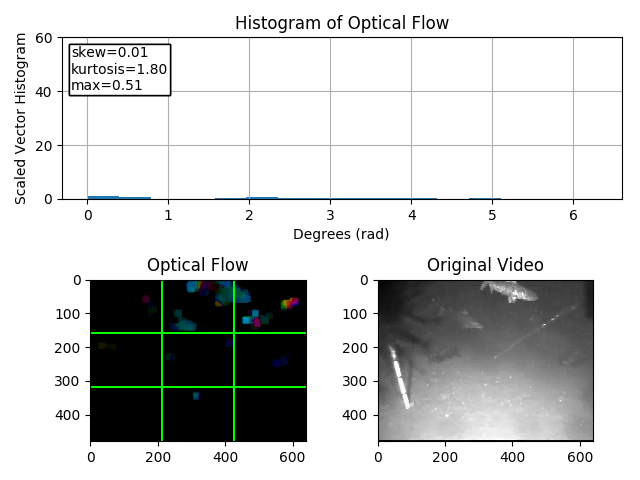 Histogram of Optical Flow
Scaled Vector Histogram
60
40
20
0
skew=0.01
kurtosis=1.80
max=0.51
0 1 2 3 4 5 6
Degrees (rad)
Optical Flow
0
100
200
300
400
0 200 400 600
Original Video
0
100
200
300
400
0 200 400 600